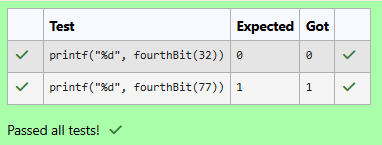 Test Expected Got
printf("%d", fourthBit(32)) 0 0
printf("%d", fourthBit(77)) 1 1
Passed all tests!